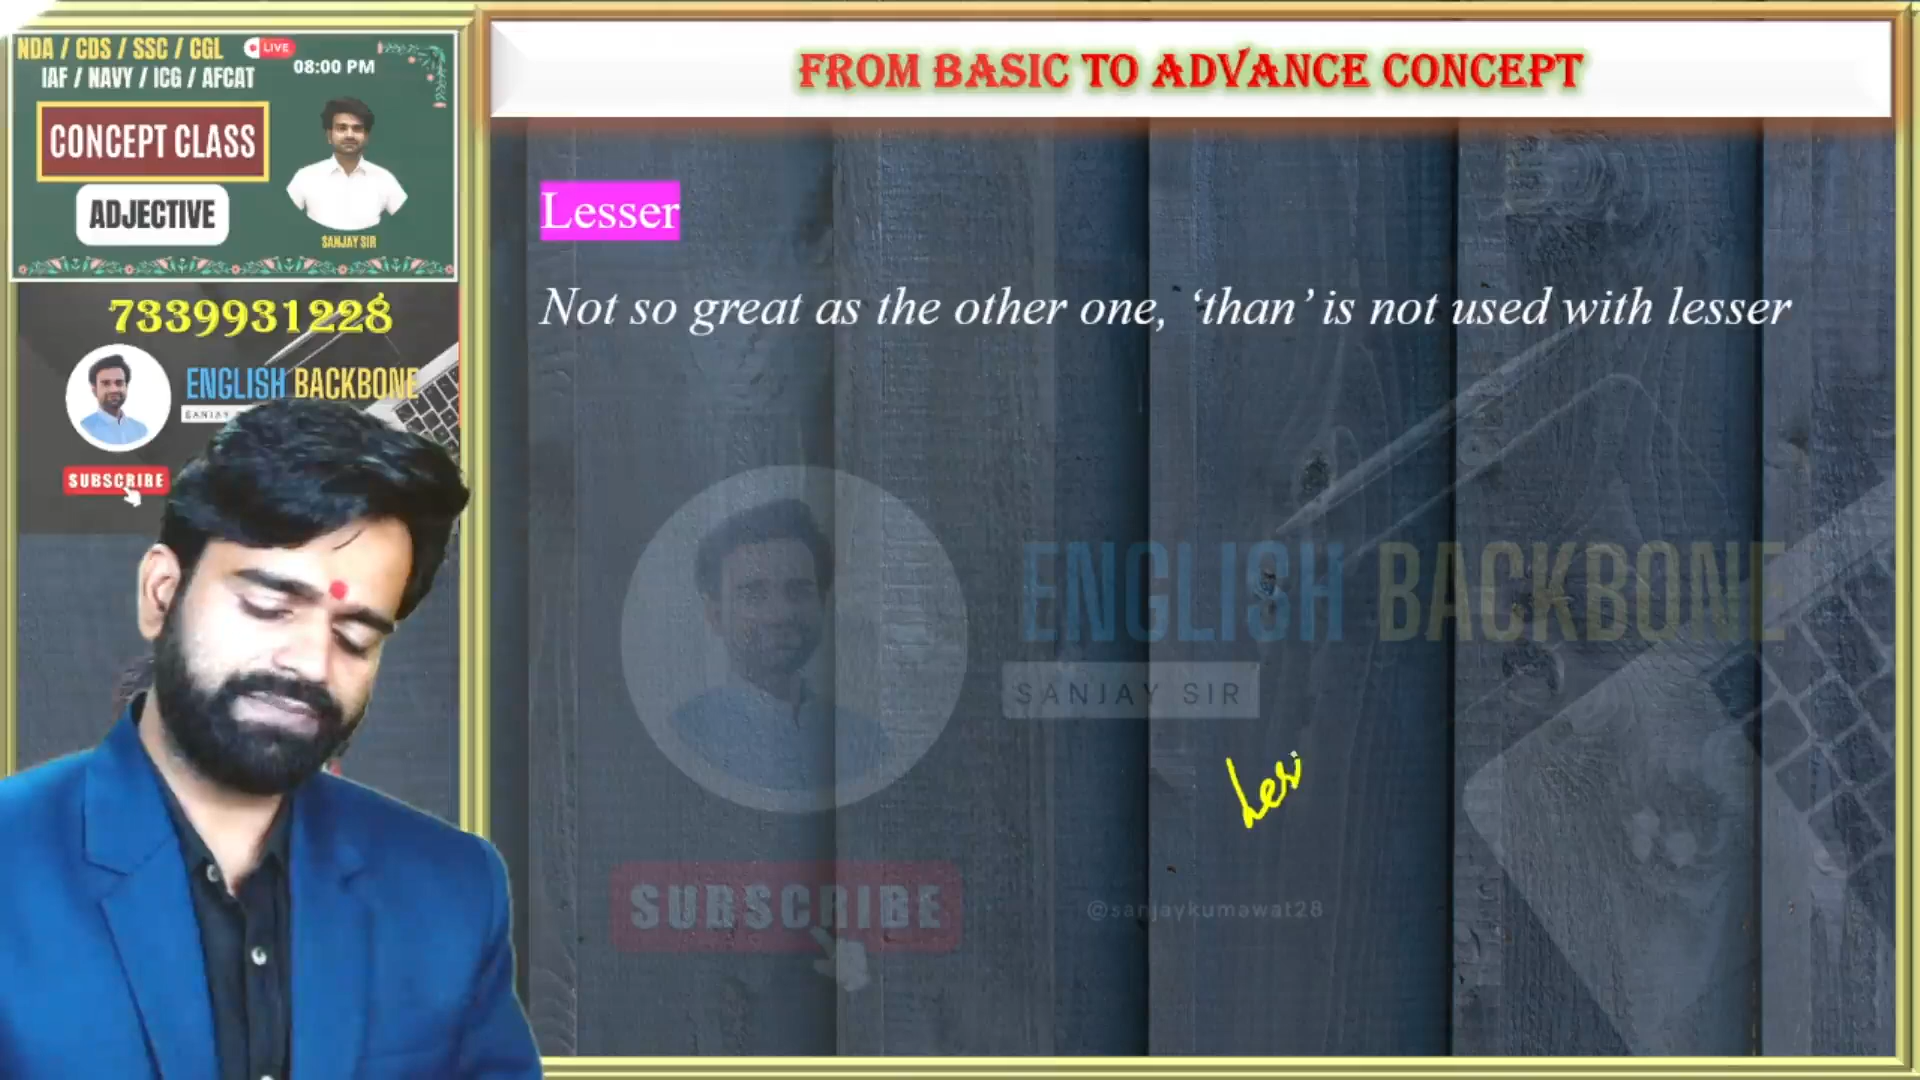 NDA / CDS / SSC / CGL
LIVE
08:00 PM
IAF / NAVY / ICG / AFCAT
CONCEPT CLASS
ADJECTIVE
SANJAY SIR
7339931228
ENGLISH BACKBONE
SANJAY
SUBSCRIBE
FROM BASIC TO ADVANCE CONCEPT
Lesser
Not so great as the other one, ‘than’ is not used with lesser
ENGLISH BACKBONE
SANJAY SIR
SUBSCRIBE
@sanjaykumawat28